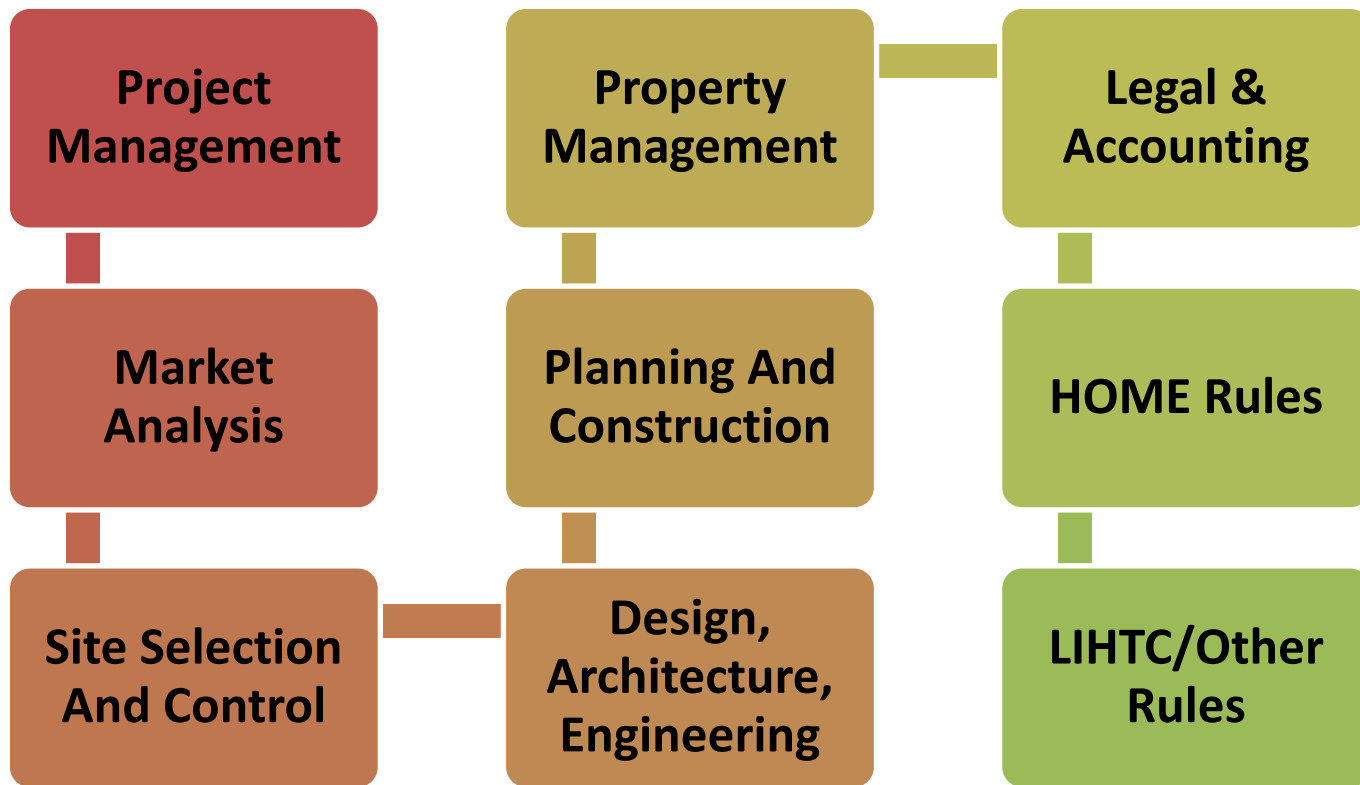 Project
Management
Market
Analysis
Site Selection
And Control
Design,
Architecture,
Engineering
Planning And
Construction
Property
Management
Legal &
Accounting
HOME Rules
LIHTC/Other
Rules